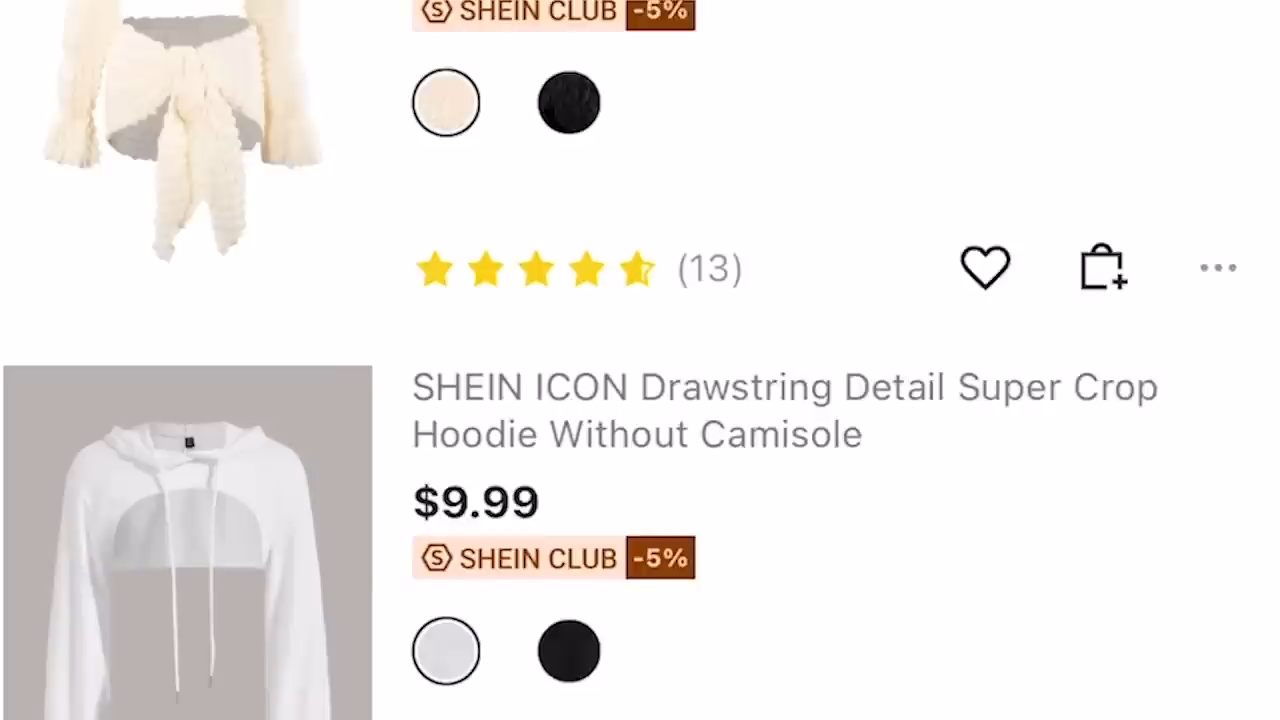 SHEIN CLUB -5%
(13)
SHEIN ICON Drawstring Detail Super Crop
Hoodie Without Camisole
$9.99
SHEIN CLUB -5%